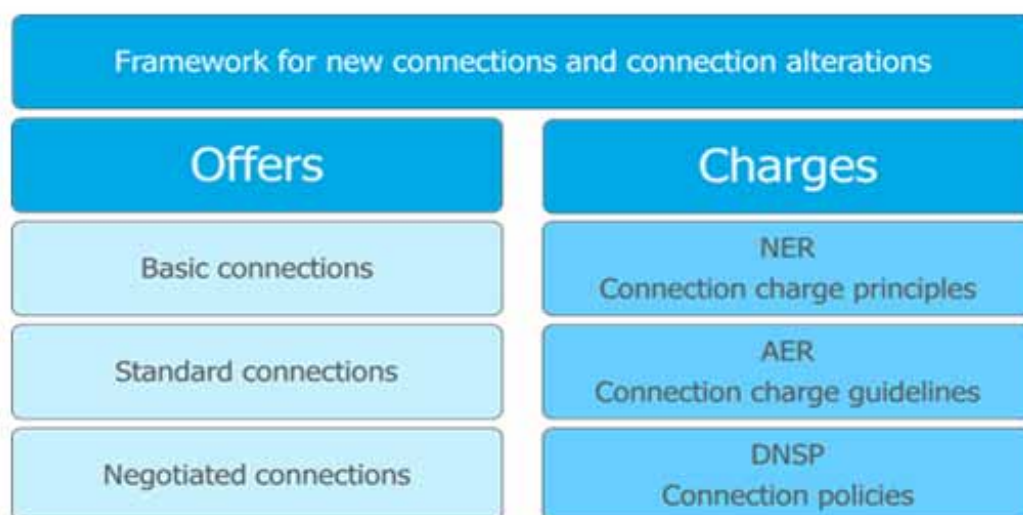 Framework for new connections and connection alterations
Offers
Charges
Basic connections
NER
Connection charge principles
Standard connections
AER
Connection charge guidelines
Negotiated connections
DNSP
Connection policies